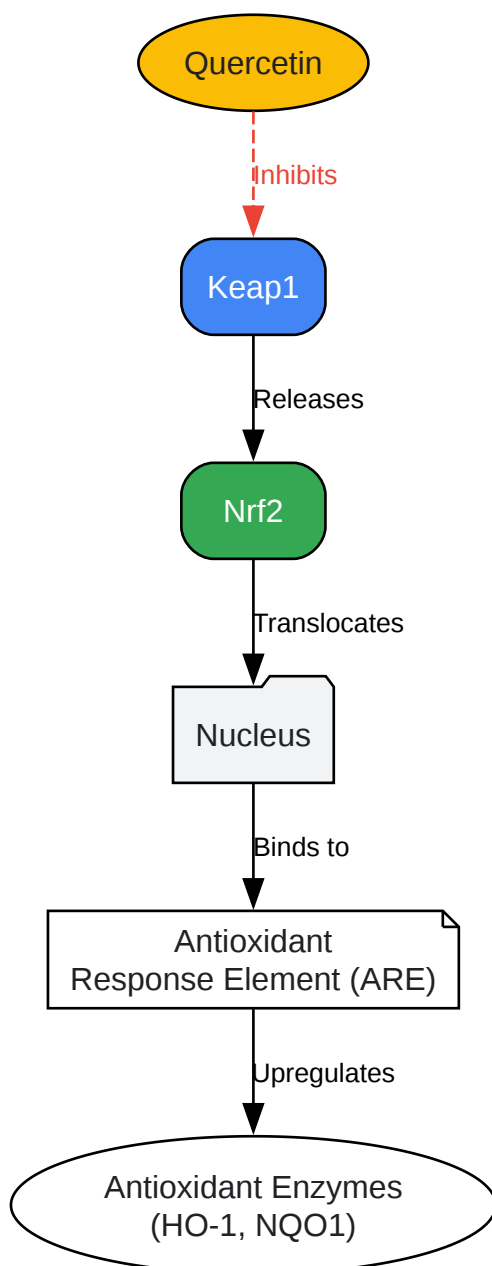 Quercetin
Inhibits
Keap1
Releases
Nrf2
Translocates
Nucleus
Binds to
Antioxidant
Response Element (ARE)
Upregulates
Antioxidant Enzymes
(HO-1, NQO1)